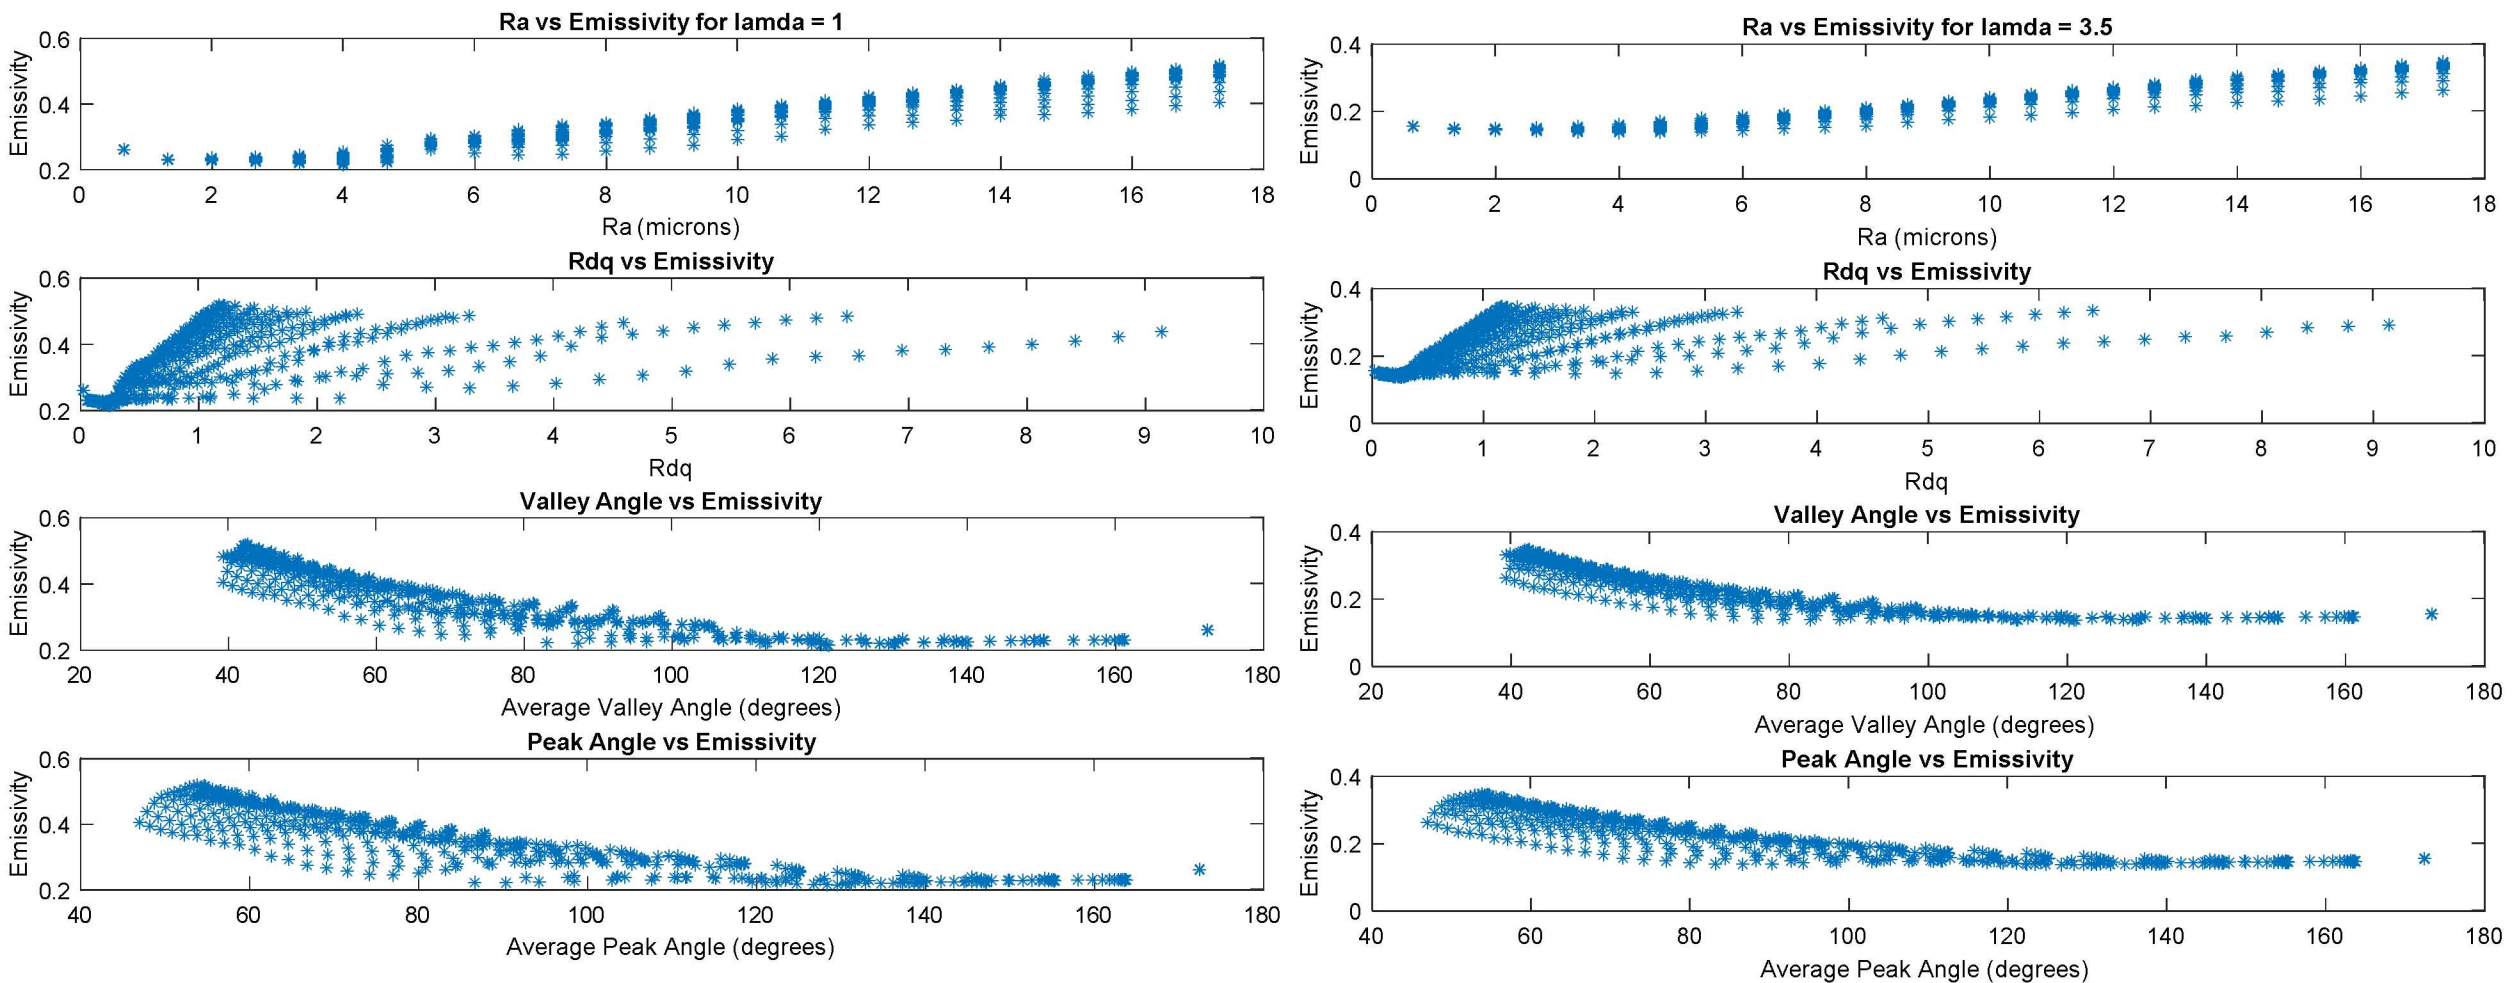 Ra vs Emissivity for lamda = 1
Emissivity
0.6
0.4
0.2
0 2 4 6 8 10 12 14 16 18
Ra (microns)
Rdq vs Emissivity
Emissivity
0.6
0.4
0.2
0 1 2 3 4 5 6 7 8 9 10
Rdq
Valley Angle vs Emissivity
Emissivity
0.6
0.4
0.2
20 40 60 80 100 120 140 160 180
Average Valley Angle (degrees)
Peak Angle vs Emissivity
Emissivity
0.6
0.4
0.2
40 60 80 100 120 140 160 180
Average Peak Angle (degrees)
Ra vs Emissivity for lamda = 3.5
Emissivity
0.4
0.2
0
0 2 4 6 8 10 12 14 16 18
Ra (microns)
Rdq vs Emissivity
Emissivity
0.4
0.2
0
0 1 2 3 4 5 6 7 8 9 10
Rdq
Valley Angle vs Emissivity
Emissivity
0.4
0.2
0
20 40 60 80 100 120 140 160 180
Average Valley Angle (degrees)
Peak Angle vs Emissivity
Emissivity
0.4
0.2
0
40 60 80 100 120 140 160 180
Average Peak Angle (degrees)